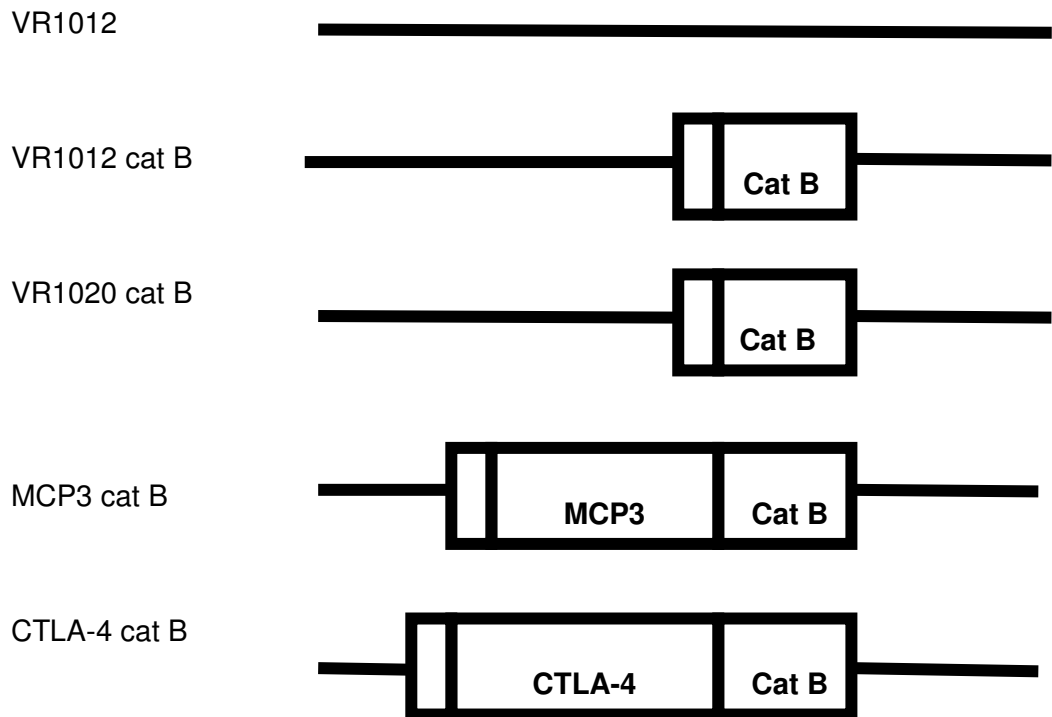 VR1012
VR1012 cat B
Cat B
VR1020 cat B
Cat B
MCP3 cat B
MCP3 Cat B
CTLA-4 cat B
CTLA-4 Cat B